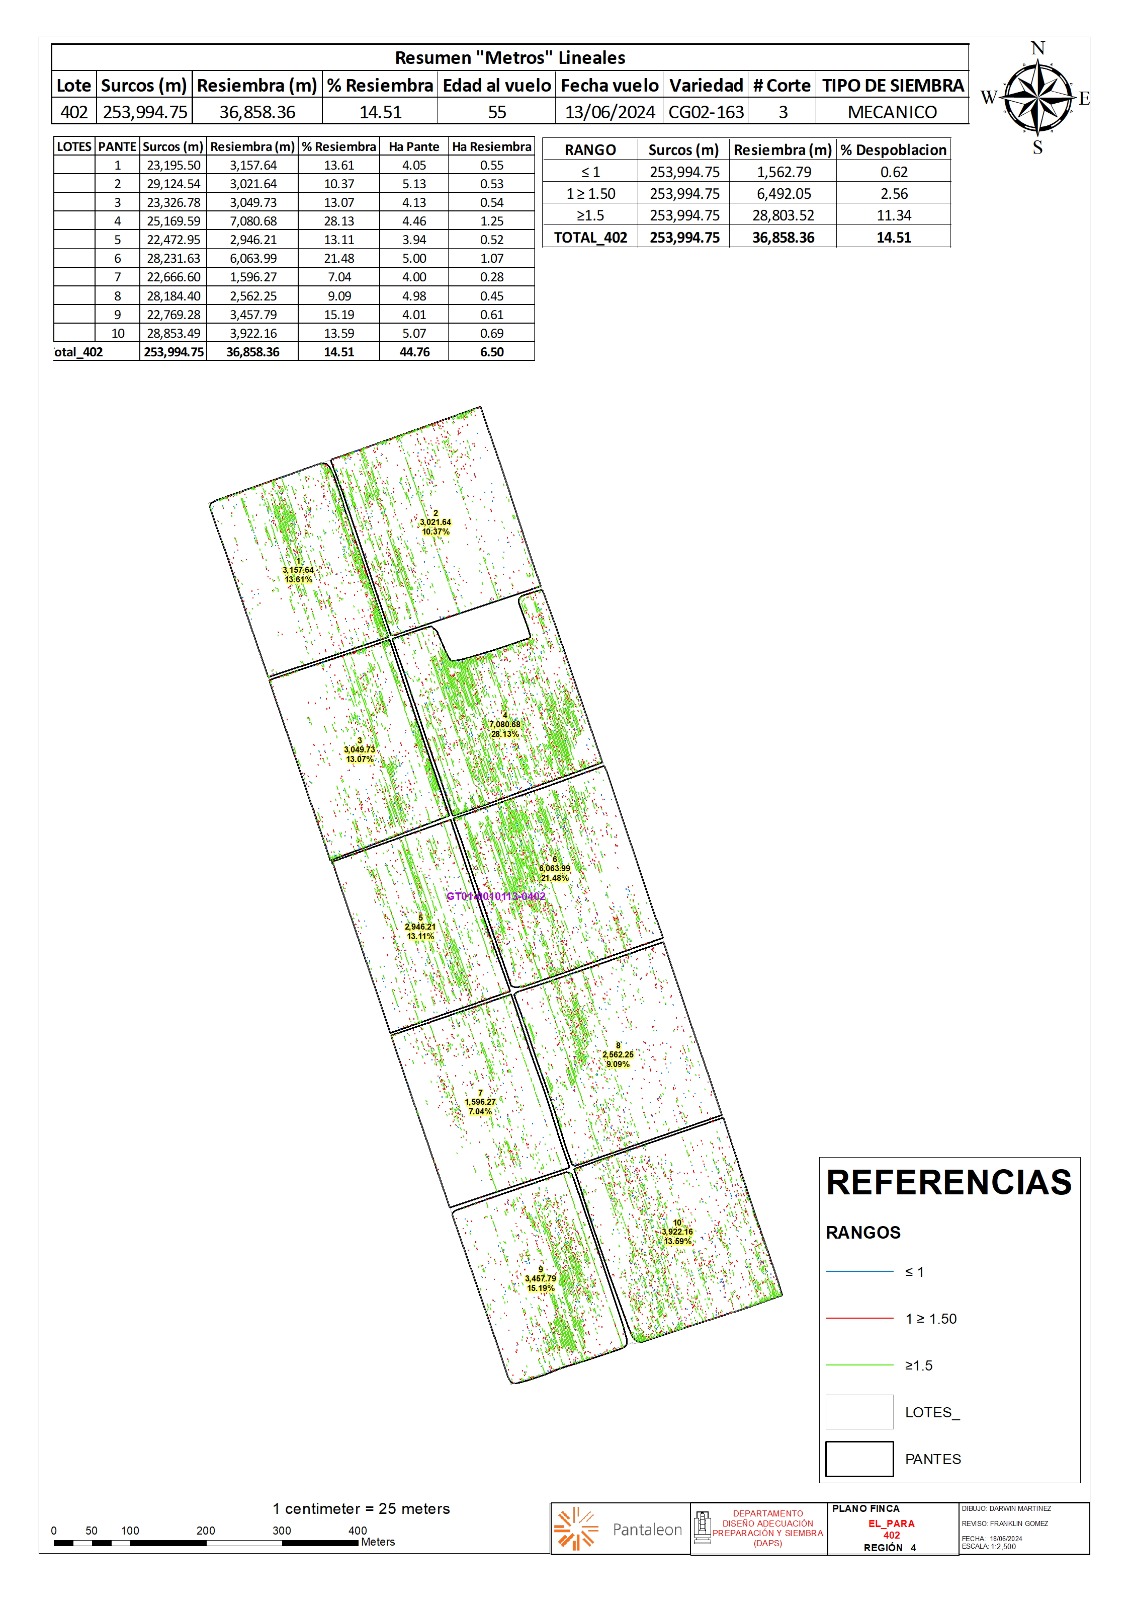 Resumen "Metros" Lineales
Lote Surcos (m) Resiembra (m) % Resiembra Edad al vuelo Fecha vuelo Variedad # Corte TIPO DE SIEMBRA
402 253,994.75 36,858.36 14.51 55 13/06/2024 CG02-163 3 MECANICO
N
W E
S
LOTES PANTE Surcos (m) Resiembra (m) % Resiembra Ha Pante Ha Resiembra
1 23,195.50 3,157.64 13.61 4.05 0.55
2 29,124.54 3,021.64 10.37 5.13 0.53
3 23,326.78 3,049.73 13.07 4.13 0.54
4 25,169.59 7,080.68 28.13 4.46 1.25
5 22,472.95 2,946.21 13.11 3.94 0.52
6 28,231.63 6,063.99 21.48 5.00 1.07
7 22,666.60 1,596.27 7.04 4.00 0.28
8 28,184.40 2,562.25 9.09 4.98 0.45
9 22,769.28 3,457.79 15.19 4.01 0.61
10 28,853.49 3,922.16 13.59 5.07 0.69
otal_402 253,994.75 36,858.36 14.51 44.76 6.50
RANGO Surcos (m) Resiembra (m) % Despoblacion
≤ 1 253,994.75 1,562.79 0.62
1 ≥ 1.50 253,994.75 6,492.05 2.56
≥1.5 253,994.75 28,803.52 11.34
TOTAL_402 253,994.75 36,858.36 14.51
2
3,021.64
10.37%
1
3,157.64
13.61%
4
7,080.68
28.13%
3
3,049.73
13.07%
6
6,063.99
21.48%
5
2,946.21
13.11%
8
2,562.25
9.09%
7
1,596.27
7.04%
10
3,922.16
13.59%
9
3,457.79
15.19%
REFERENCIAS
RANGOS
≤ 1
1 ≥ 1.50
≥1.5
LOTES_
PANTES
1 centimeter = 25 meters
0 50 100 200 300 400
Meters
Pantaleon
DEPARTAMENTO
DISEÑO ADECUACIÓN
PREPARACIÓN Y SIEMBRA
(DAPS)
PLANO FINCA
EL_PARA
402
REGIÓN 4
DIBUJO: DARWIN MARTINEZ
REVISO: FRANKLIN GOMEZ
FECHA: 18/06/2024
ESCALA: 1:2,500